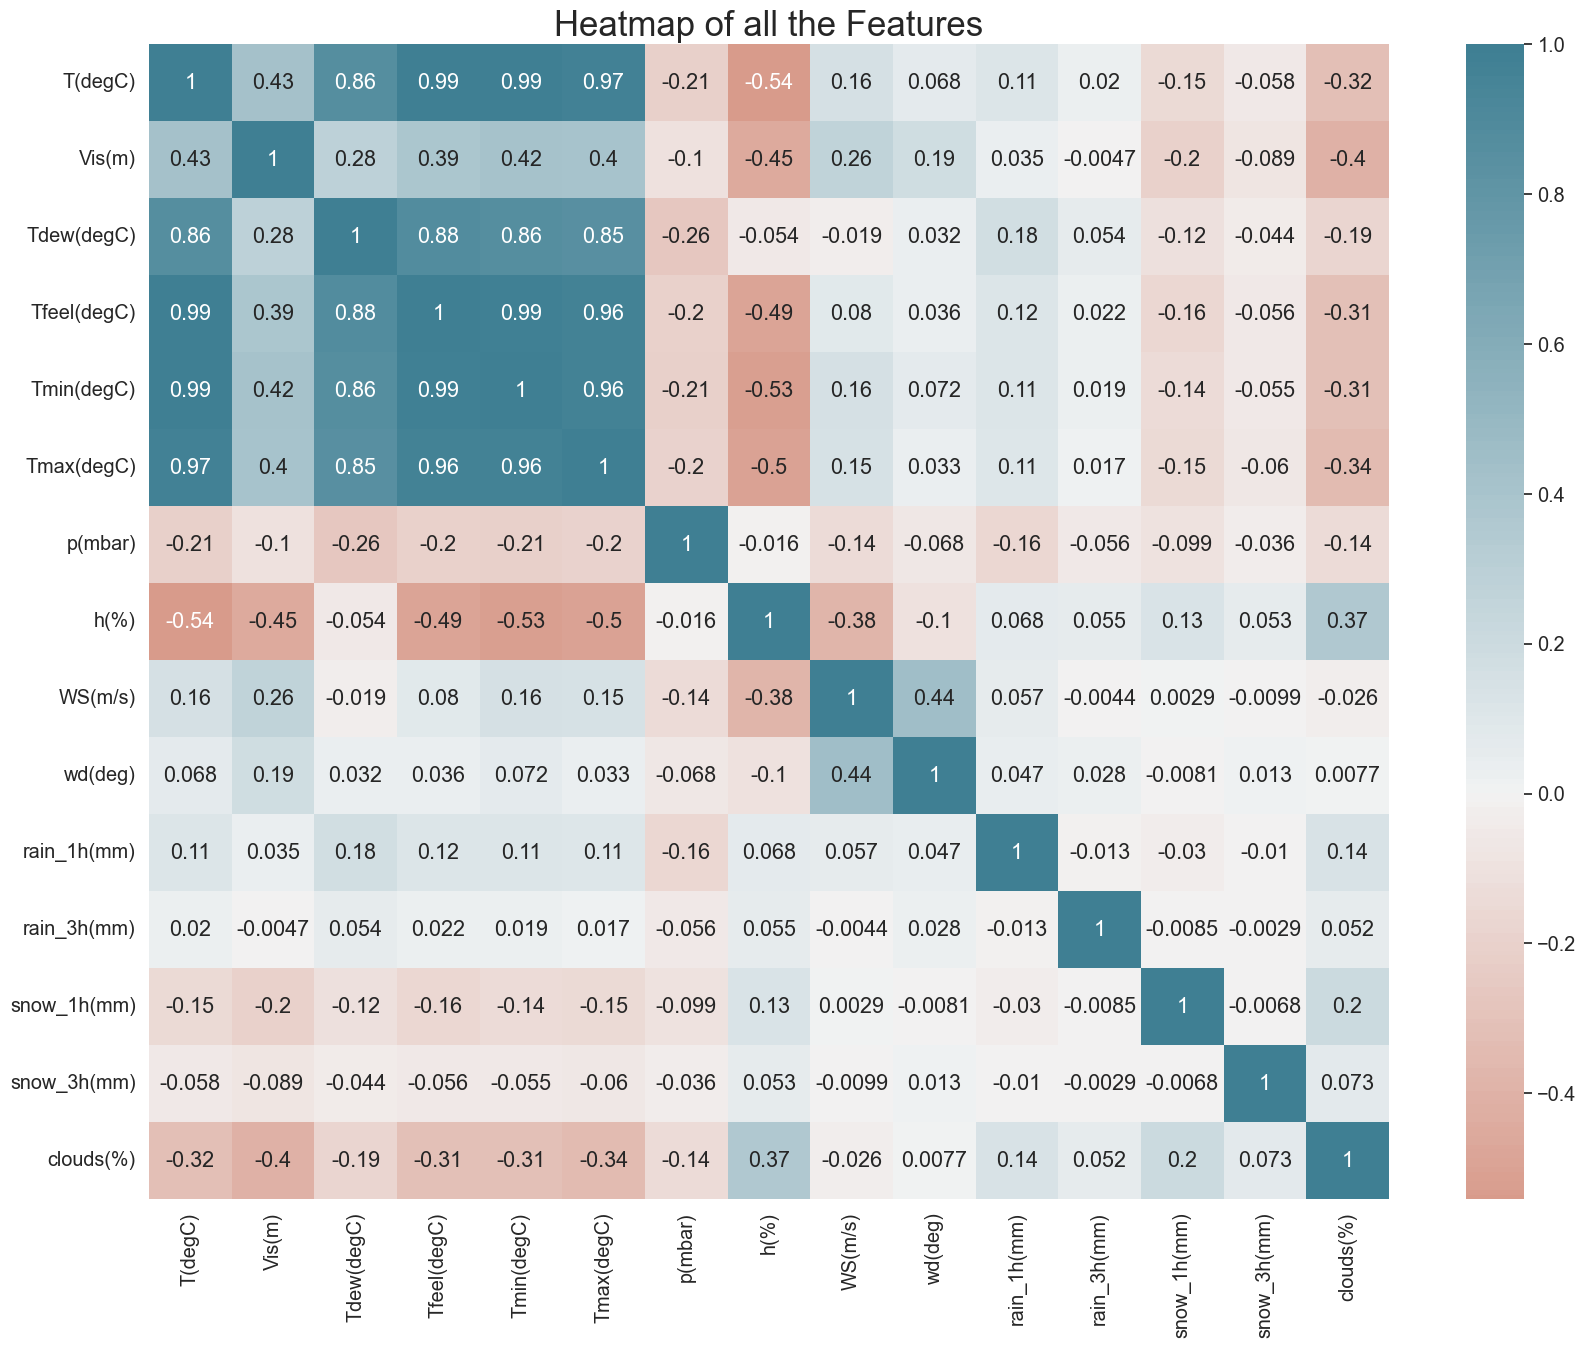 Heatmap of all the Features
T(degC) 1 0.43 0.86 0.99 0.99 0.97 -0.21 -0.54 0.16 0.068 0.11 0.02 -0.15 -0.058 -0.32
Vis(m) 0.43 1 0.28 0.39 0.42 0.4 -0.1 -0.45 0.26 0.19 0.035 -0.0047 -0.2 -0.089 -0.4
Tdew(degC) 0.86 0.28 1 0.88 0.86 0.85 -0.26 -0.054 -0.019 0.032 0.18 0.054 -0.12 -0.044 -0.19
Tfeel(degC) 0.99 0.39 0.88 1 0.99 0.96 -0.2 -0.49 0.08 0.036 0.12 0.022 -0.16 -0.056 -0.31
Tmin(degC) 0.99 0.42 0.86 0.99 1 0.96 -0.21 -0.53 0.16 0.072 0.11 0.019 -0.14 -0.055 -0.31
Tmax(degC) 0.97 0.4 0.85 0.96 0.96 1 -0.2 -0.5 0.15 0.033 0.11 0.017 -0.15 -0.06 -0.34
p(mbar) -0.21 -0.1 -0.26 -0.2 -0.21 -0.2 1 -0.016 -0.14 -0.068 -0.16 -0.056 -0.099 -0.036 -0.14
h(%) -0.54 -0.45 -0.054 -0.49 -0.53 -0.5 -0.016 1 -0.38 -0.1 0.068 0.055 0.13 0.053 0.37
WS(m/s) 0.16 0.26 -0.019 0.08 0.16 0.15 -0.14 -0.38 1 0.44 0.057 -0.0044 0.0029 -0.0099 -0.026
wd(deg) 0.068 0.19 0.032 0.036 0.072 0.033 -0.068 -0.1 0.44 1 0.047 0.028 -0.0081 0.013 0.0077
rain_1h(mm) 0.11 0.035 0.18 0.12 0.11 0.11 -0.16 0.068 0.057 0.047 1 -0.013 -0.03 -0.01 0.14
rain_3h(mm) 0.02 -0.0047 0.054 0.022 0.019 0.017 -0.056 0.055 -0.0044 0.028 -0.013 1 -0.0085 -0.0029 0.052
snow_1h(mm) -0.15 -0.2 -0.12 -0.16 -0.14 -0.15 -0.099 0.13 0.0029 -0.0081 -0.03 -0.0085 1 -0.0068 0.2
snow_3h(mm) -0.058 -0.089 -0.044 -0.056 -0.055 -0.06 -0.036 0.053 -0.0099 0.013 -0.01 -0.0029 -0.0068 1 0.073
clouds(%) -0.32 -0.4 -0.19 -0.31 -0.31 -0.34 -0.14 0.37 -0.026 0.0077 0.14 0.052 0.2 0.073 1
T(degC) Vis(m) Tdew(degC) Tfeel(degC) Tmin(degC) Tmax(degC) p(mbar) h(%) WS(m/s) wd(deg) rain_1h(mm) rain_3h(mm) snow_1h(mm) snow_3h(mm) clouds(%)
1.0
0.8
0.6
0.4
0.2
0.0
−0.2
−0.4